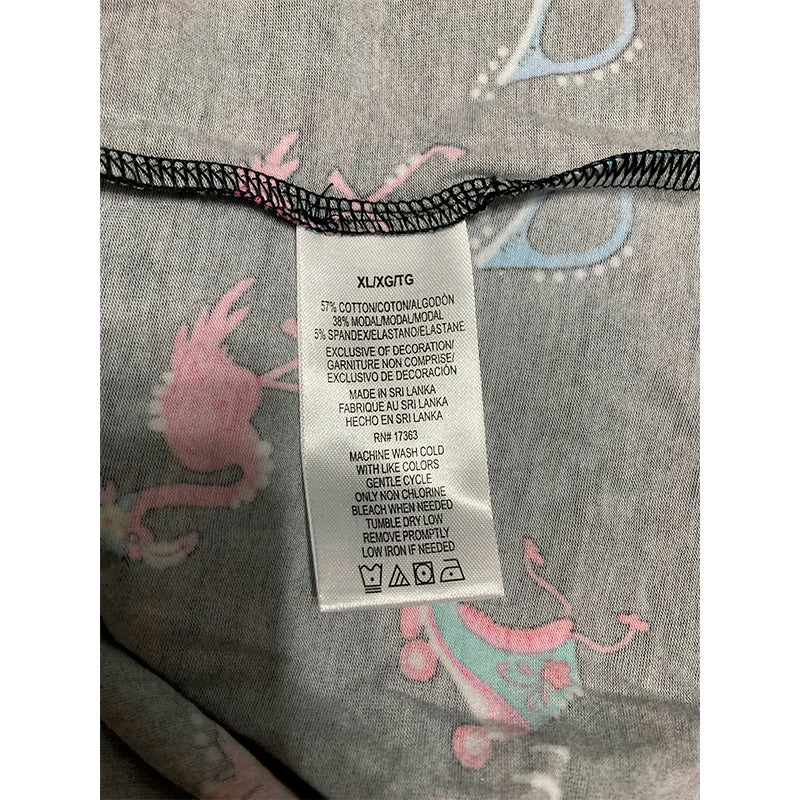 XL/XG/TG
57% COTTON/COTON/ALGODÓN
38% MODAL/MODAL/MODAL
5% SPANDEX/ELASTANO/ELASTANE
EXCLUSIVE OF DECORATION/
GARNITURE NON COMPRISE/
EXCLUSIVO DE DECORACIÓN
MADE IN SRI LANKA
FABRIQUE AU SRI LANKA
HECHO EN SRI LANKA
RN# 17363
MACHINE WASH COLD
WITH LIKE COLORS
GENTLE CYCLE
ONLY NON CHLORINE
BLEACH WHEN NEEDED
TUMBLE DRY LOW
REMOVE PROMPTLY
LOW IRON IF NEEDED